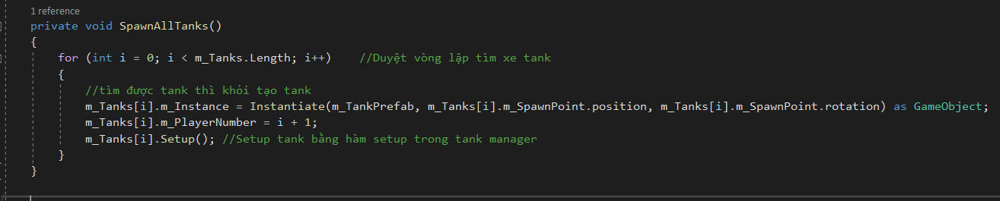 1 reference
private void SpawnAllTanks()
{
for (int i = 0; i < m_Tanks.Length; i++) //Duyệt vòng lặp tìm xe tank
{
//tìm được tank thì khỏi tạo tank
m_Tanks[i].m_Instance = Instantiate(m_TankPrefab, m_Tanks[i].m_SpawnPoint.position, m_Tanks[i].m_SpawnPoint.rotation) as GameObject;
m_Tanks[i].m_PlayerNumber = i + 1;
m_Tanks[i].Setup(); //Setup tank bằng hàm setup trong tank manager
}
}